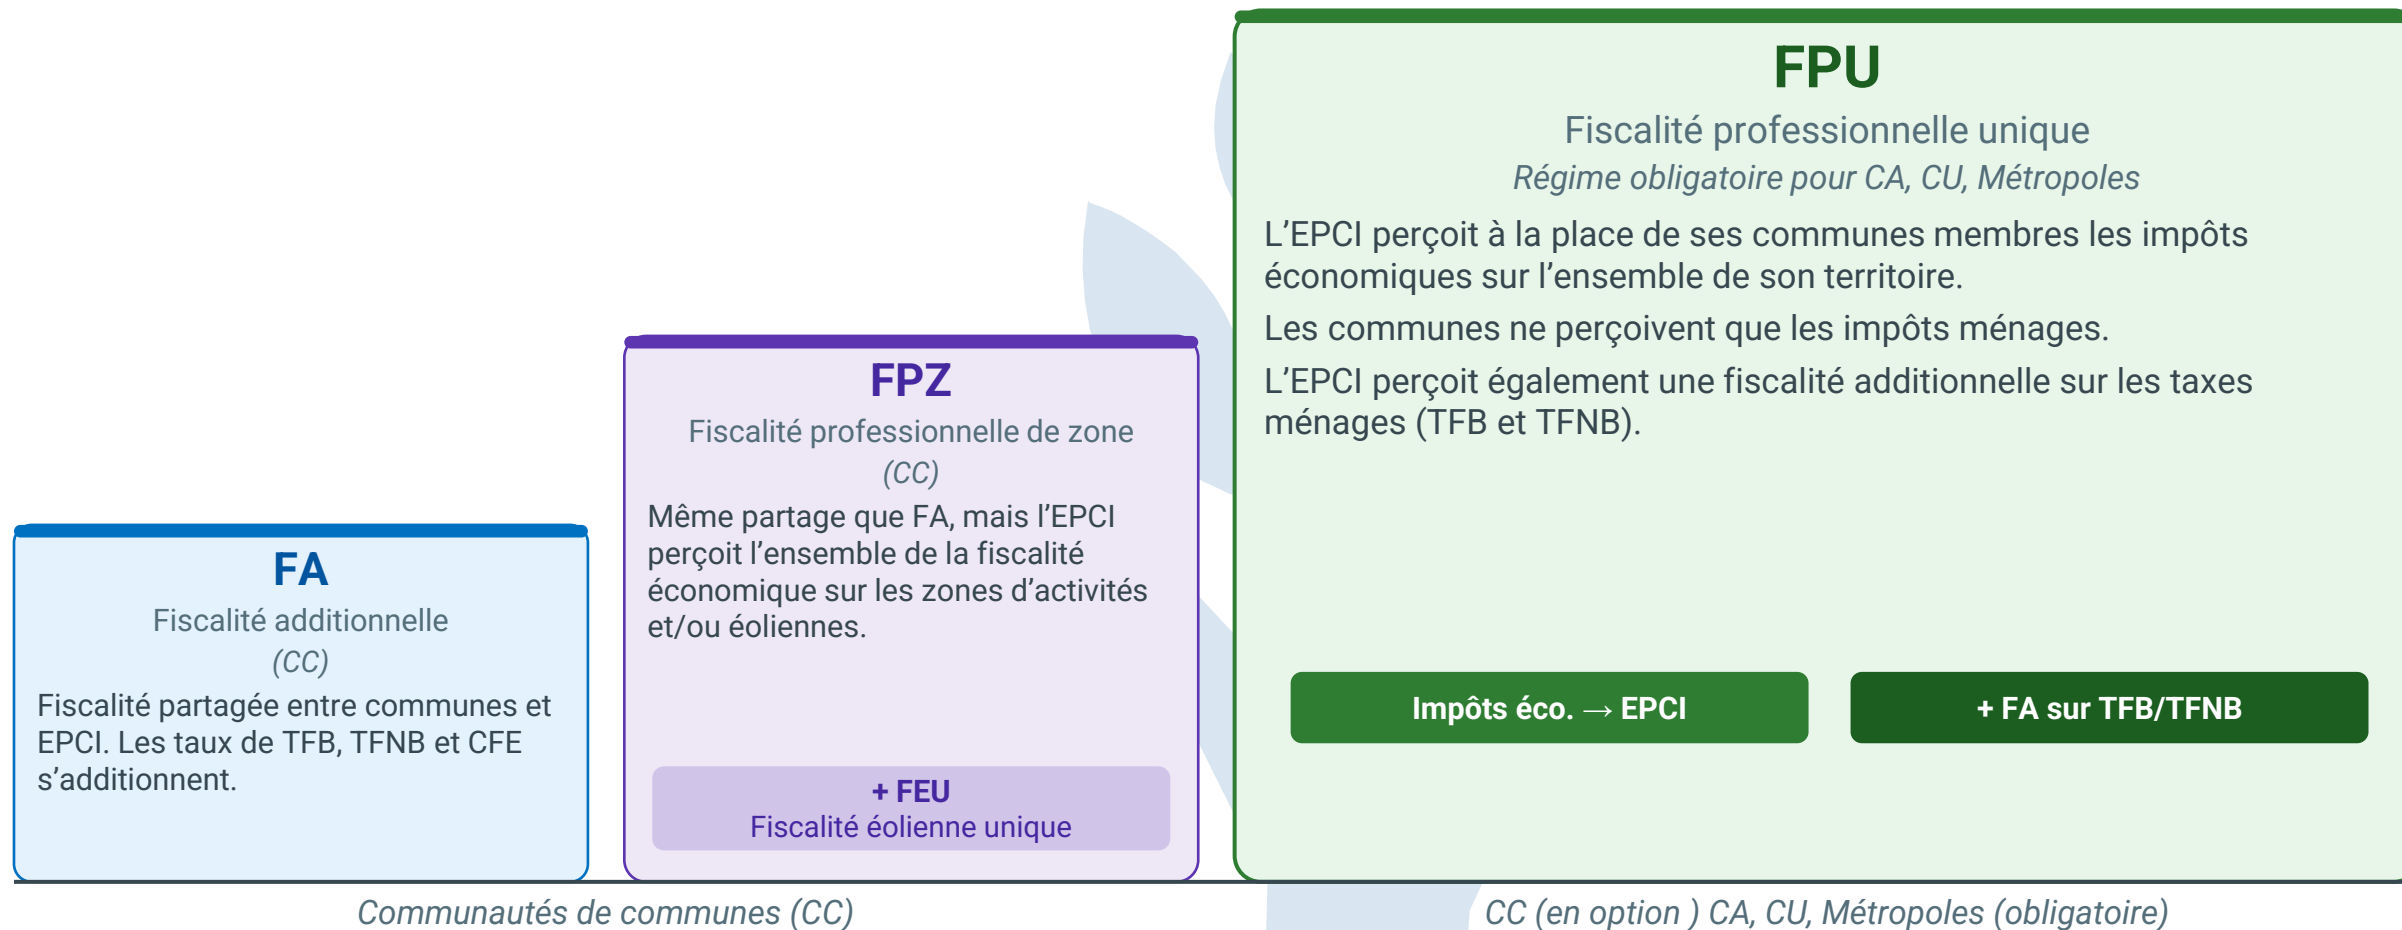 FA
Fiscalité additionnelle
(CC)
Fiscalité partagée entre communes et
EPCI. Les taux de TFB, TFNB et CFE
s’additionnent.
FPZ
Fiscalité professionnelle de zone
(CC)
Même partage que FA, mais l’EPCI
perçoit l’ensemble de la fiscalité
économique sur les zones d’activités
et/ou éoliennes.
+ FEU
Fiscalité éolienne unique
FPU
Fiscalité professionnelle unique
Régime obligatoire pour CA, CU, Métropoles
L’EPCI perçoit à la place de ses communes membres les impôts
économiques sur l’ensemble de son territoire.
Les communes ne perçoivent que les impôts ménages.
L’EPCI perçoit également une fiscalité additionnelle sur les taxes
ménages (TFB et TFNB).
Impôts éco. → EPCI
+ FA sur TFB/TFNB
Communautés de communes (CC)
CC (en option ) CA, CU, Métropoles (obligatoire)